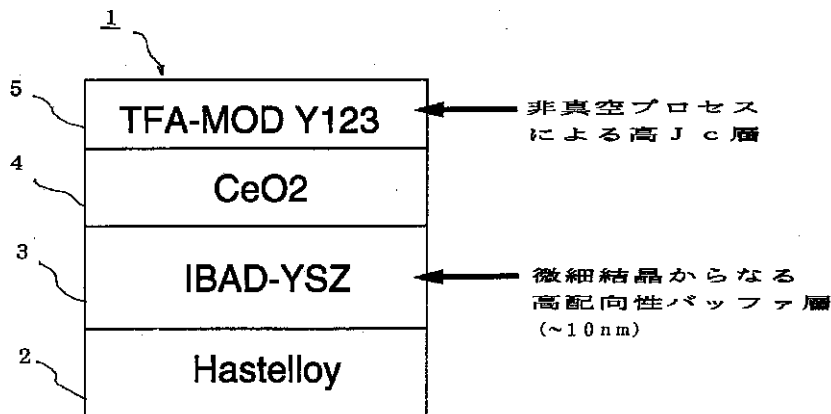 1
5
TFA-MOD Y123
非真空プロセス
による高Ｊｃ層
4
CeO2
3
IBAD-YSZ
微細結晶からなる
高配向性バッファ層
(~10nm)
2
Hastelloy